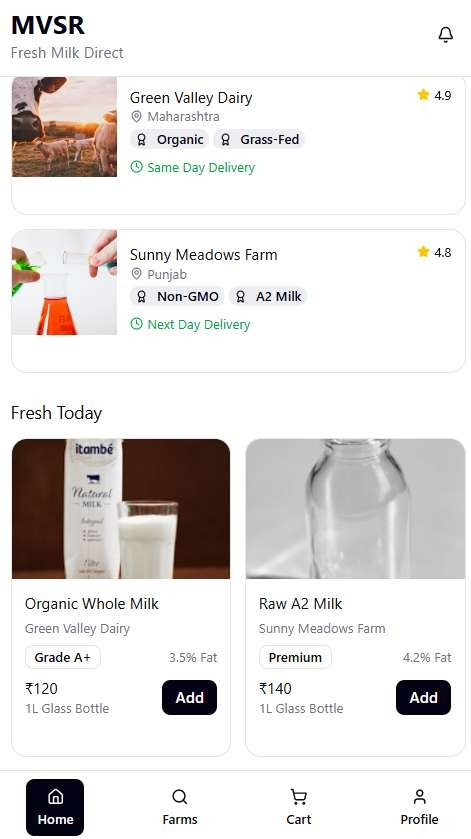 MVSR
Fresh Milk Direct
Green Valley Dairy
4.9
Maharashtra
Organic Grass-Fed
Same Day Delivery
Sunny Meadows Farm
4.8
Punjab
Non-GMO A2 Milk
Next Day Delivery
Fresh Today
itambé
Natural
MILK
Organic Whole Milk
Green Valley Dairy
Grade A+ 3.5% Fat
₹120
1L Glass Bottle
Add
Raw A2 Milk
Sunny Meadows Farm
Premium 4.2% Fat
₹140
1L Glass Bottle
Add
Home Farms Cart Profile